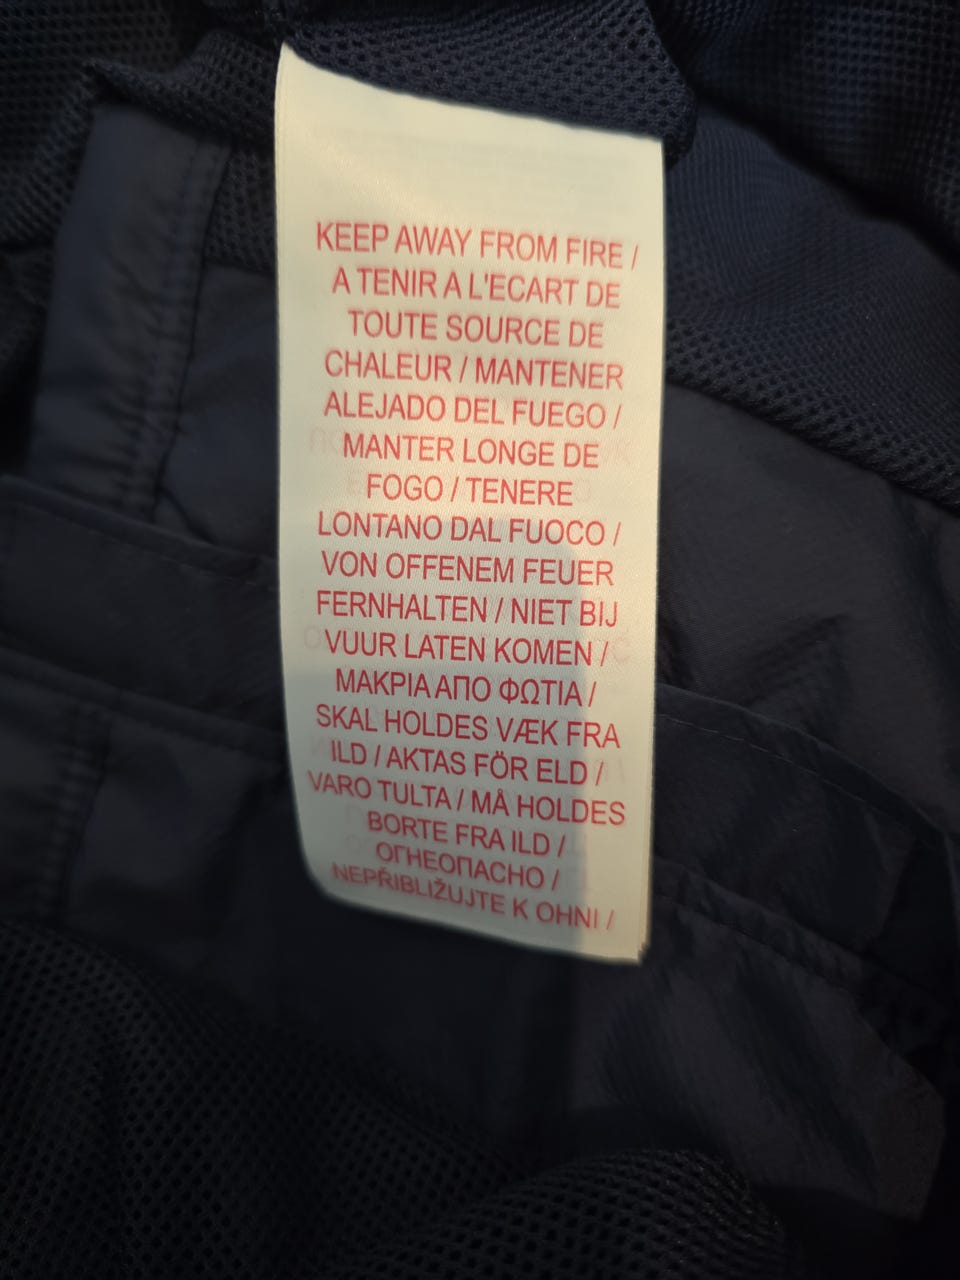 KEEP AWAY FROM FIRE /
A TENIR A L'ECART DE
TOUTE SOURCE DE
CHALEUR / MANTENER
ALEJADO DEL FUEGO /
MANTER LONGE DE
FOGO / TENERE
LONTANO DAL FUOCO /
VON OFFENEM FEUER
FERNHALTEN / NIET BIJ
VUUR LATEN KOMEN /
ΜΑΚΡΙΑ ΑΠΟ ΦΩΤΙΑ /
SKAL HOLDES VÆK FRA
ILD / AKTAS FÖR ELD /
VARO TULTA / MÅ HOLDES
BORTE FRA ILD /
ОГНЕОПАСНО /
NEPŘIBLIŽUJTE K OHNI /